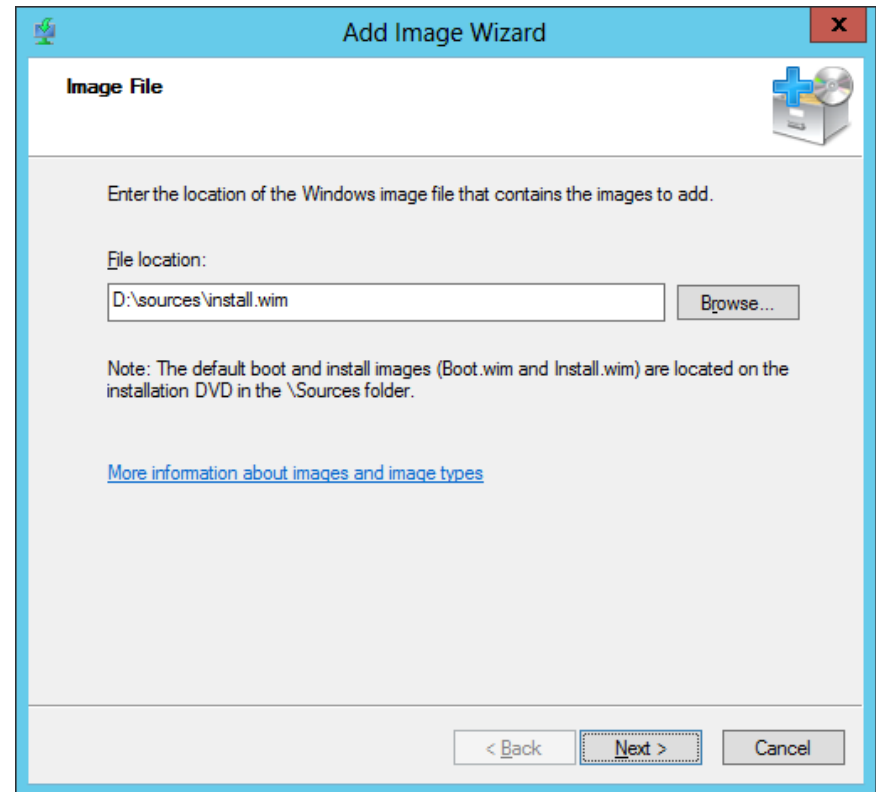 Add Image Wizard
x
Image File
Enter the location of the Windows image file that contains the images to add.
File location:
D:\sources\install.wim
Browse...
Note: The default boot and install images (Boot.wim and Install.wim) are located on the
installation DVD in the \Sources folder.
More information about images and image types
< Back
Next >
Cancel